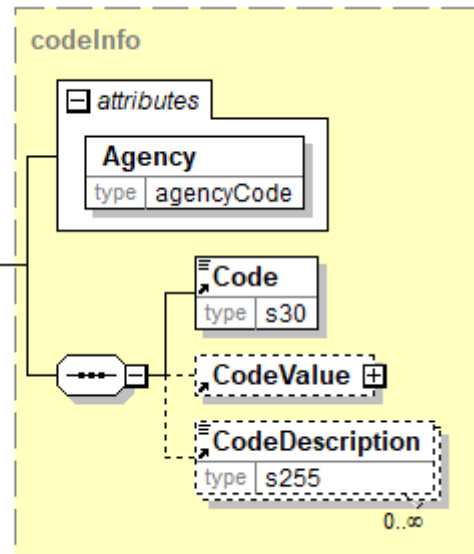 codeInfo
attributes
Agency
type agencyCode
Code
type s30
CodeValue
CodeDescription
type s255
0..∞